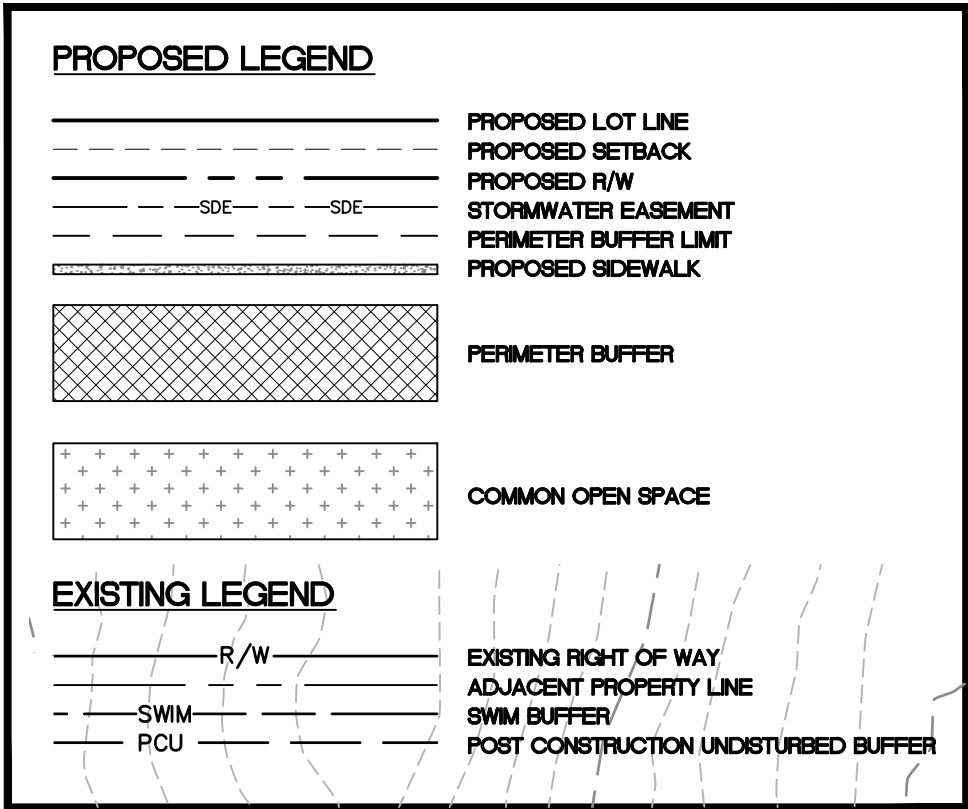 PROPOSED LEGEND
PROPOSED LOT LINE
PROPOSED SETBACK
PROPOSED R/W
SDE SDE STORMWATER EASEMENT
PERIMETER BUFFER LIMIT
PROPOSED SIDEWALK
PERIMETER BUFFER
COMMON OPEN SPACE
EXISTING LEGEND
R/W EXISTING RIGHT OF WAY
ADJACENT PROPERTY LINE
SWIM SWIM BUFFER
PCU POST CONSTRUCTION UNDISTURBED BUFFER